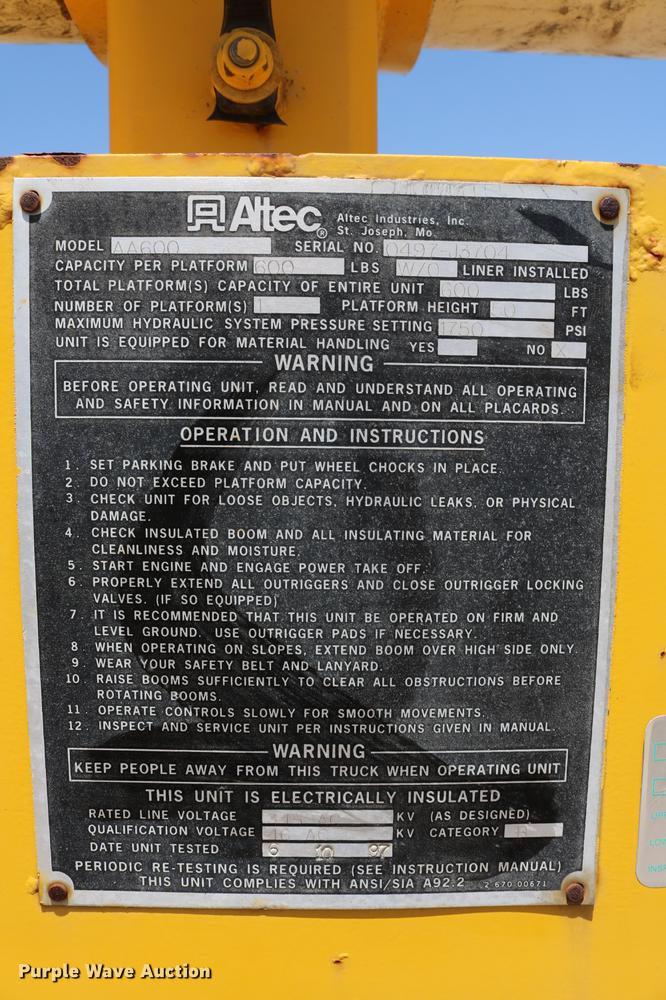 Altec® Altec Industries, Inc.
St. Joseph, Mo.
MODEL AA600 SERIAL NO. 0497-J3704
CAPACITY PER PLATFORM 600 LBS W/O LINER INSTALLED
TOTAL PLATFORM(S) CAPACITY OF ENTIRE UNIT 600 LBS
NUMBER OF PLATFORM(S) PLATFORM HEIGHT FT
MAXIMUM HYDRAULIC SYSTEM PRESSURE SETTING 1750 PSI
UNIT IS EQUIPPED FOR MATERIAL HANDLING YES NO X
WARNING
BEFORE OPERATING UNIT, READ AND UNDERSTAND ALL OPERATING
AND SAFETY INFORMATION IN MANUAL AND ON ALL PLACARDS.
OPERATION AND INSTRUCTIONS
1. SET PARKING BRAKE AND PUT WHEEL CHOCKS IN PLACE.
2. DO NOT EXCEED PLATFORM CAPACITY.
3. CHECK UNIT FOR LOOSE OBJECTS, HYDRAULIC LEAKS, OR PHYSICAL
DAMAGE.
4. CHECK INSULATED BOOM AND ALL INSULATING MATERIAL FOR
CLEANLINESS AND MOISTURE.
5. START ENGINE AND ENGAGE POWER TAKE OFF.
6. PROPERLY EXTEND ALL OUTRIGGERS AND CLOSE OUTRIGGER LOCKING
VALVES. (IF SO EQUIPPED)
7. IT IS RECOMMENDED THAT THIS UNIT BE OPERATED ON FIRM AND
LEVEL GROUND. USE OUTRIGGER PADS IF NECESSARY.
8. WHEN OPERATING ON SLOPES, EXTEND BOOM OVER HIGH SIDE ONLY.
9. WEAR YOUR SAFETY BELT AND LANYARD.
10. RAISE BOOMS SUFFICIENTLY TO CLEAR ALL OBSTRUCTIONS BEFORE
ROTATING BOOMS.
11. OPERATE CONTROLS SLOWLY FOR SMOOTH MOVEMENTS.
12. INSPECT AND SERVICE UNIT PER INSTRUCTIONS GIVEN IN MANUAL.
WARNING
KEEP PEOPLE AWAY FROM THIS TRUCK WHEN OPERATING UNIT
THIS UNIT IS ELECTRICALLY INSULATED
RATED LINE VOLTAGE KV (AS DESIGNED)
QUALIFICATION VOLTAGE 46 AC KV CATEGORY B
DATE UNIT TESTED 6 10 97
PERIODIC RE-TESTING IS REQUIRED (SEE INSTRUCTION MANUAL)
THIS UNIT COMPLIES WITH ANSI/SIA A92.2 2 670 00671
Purple Wave Auction